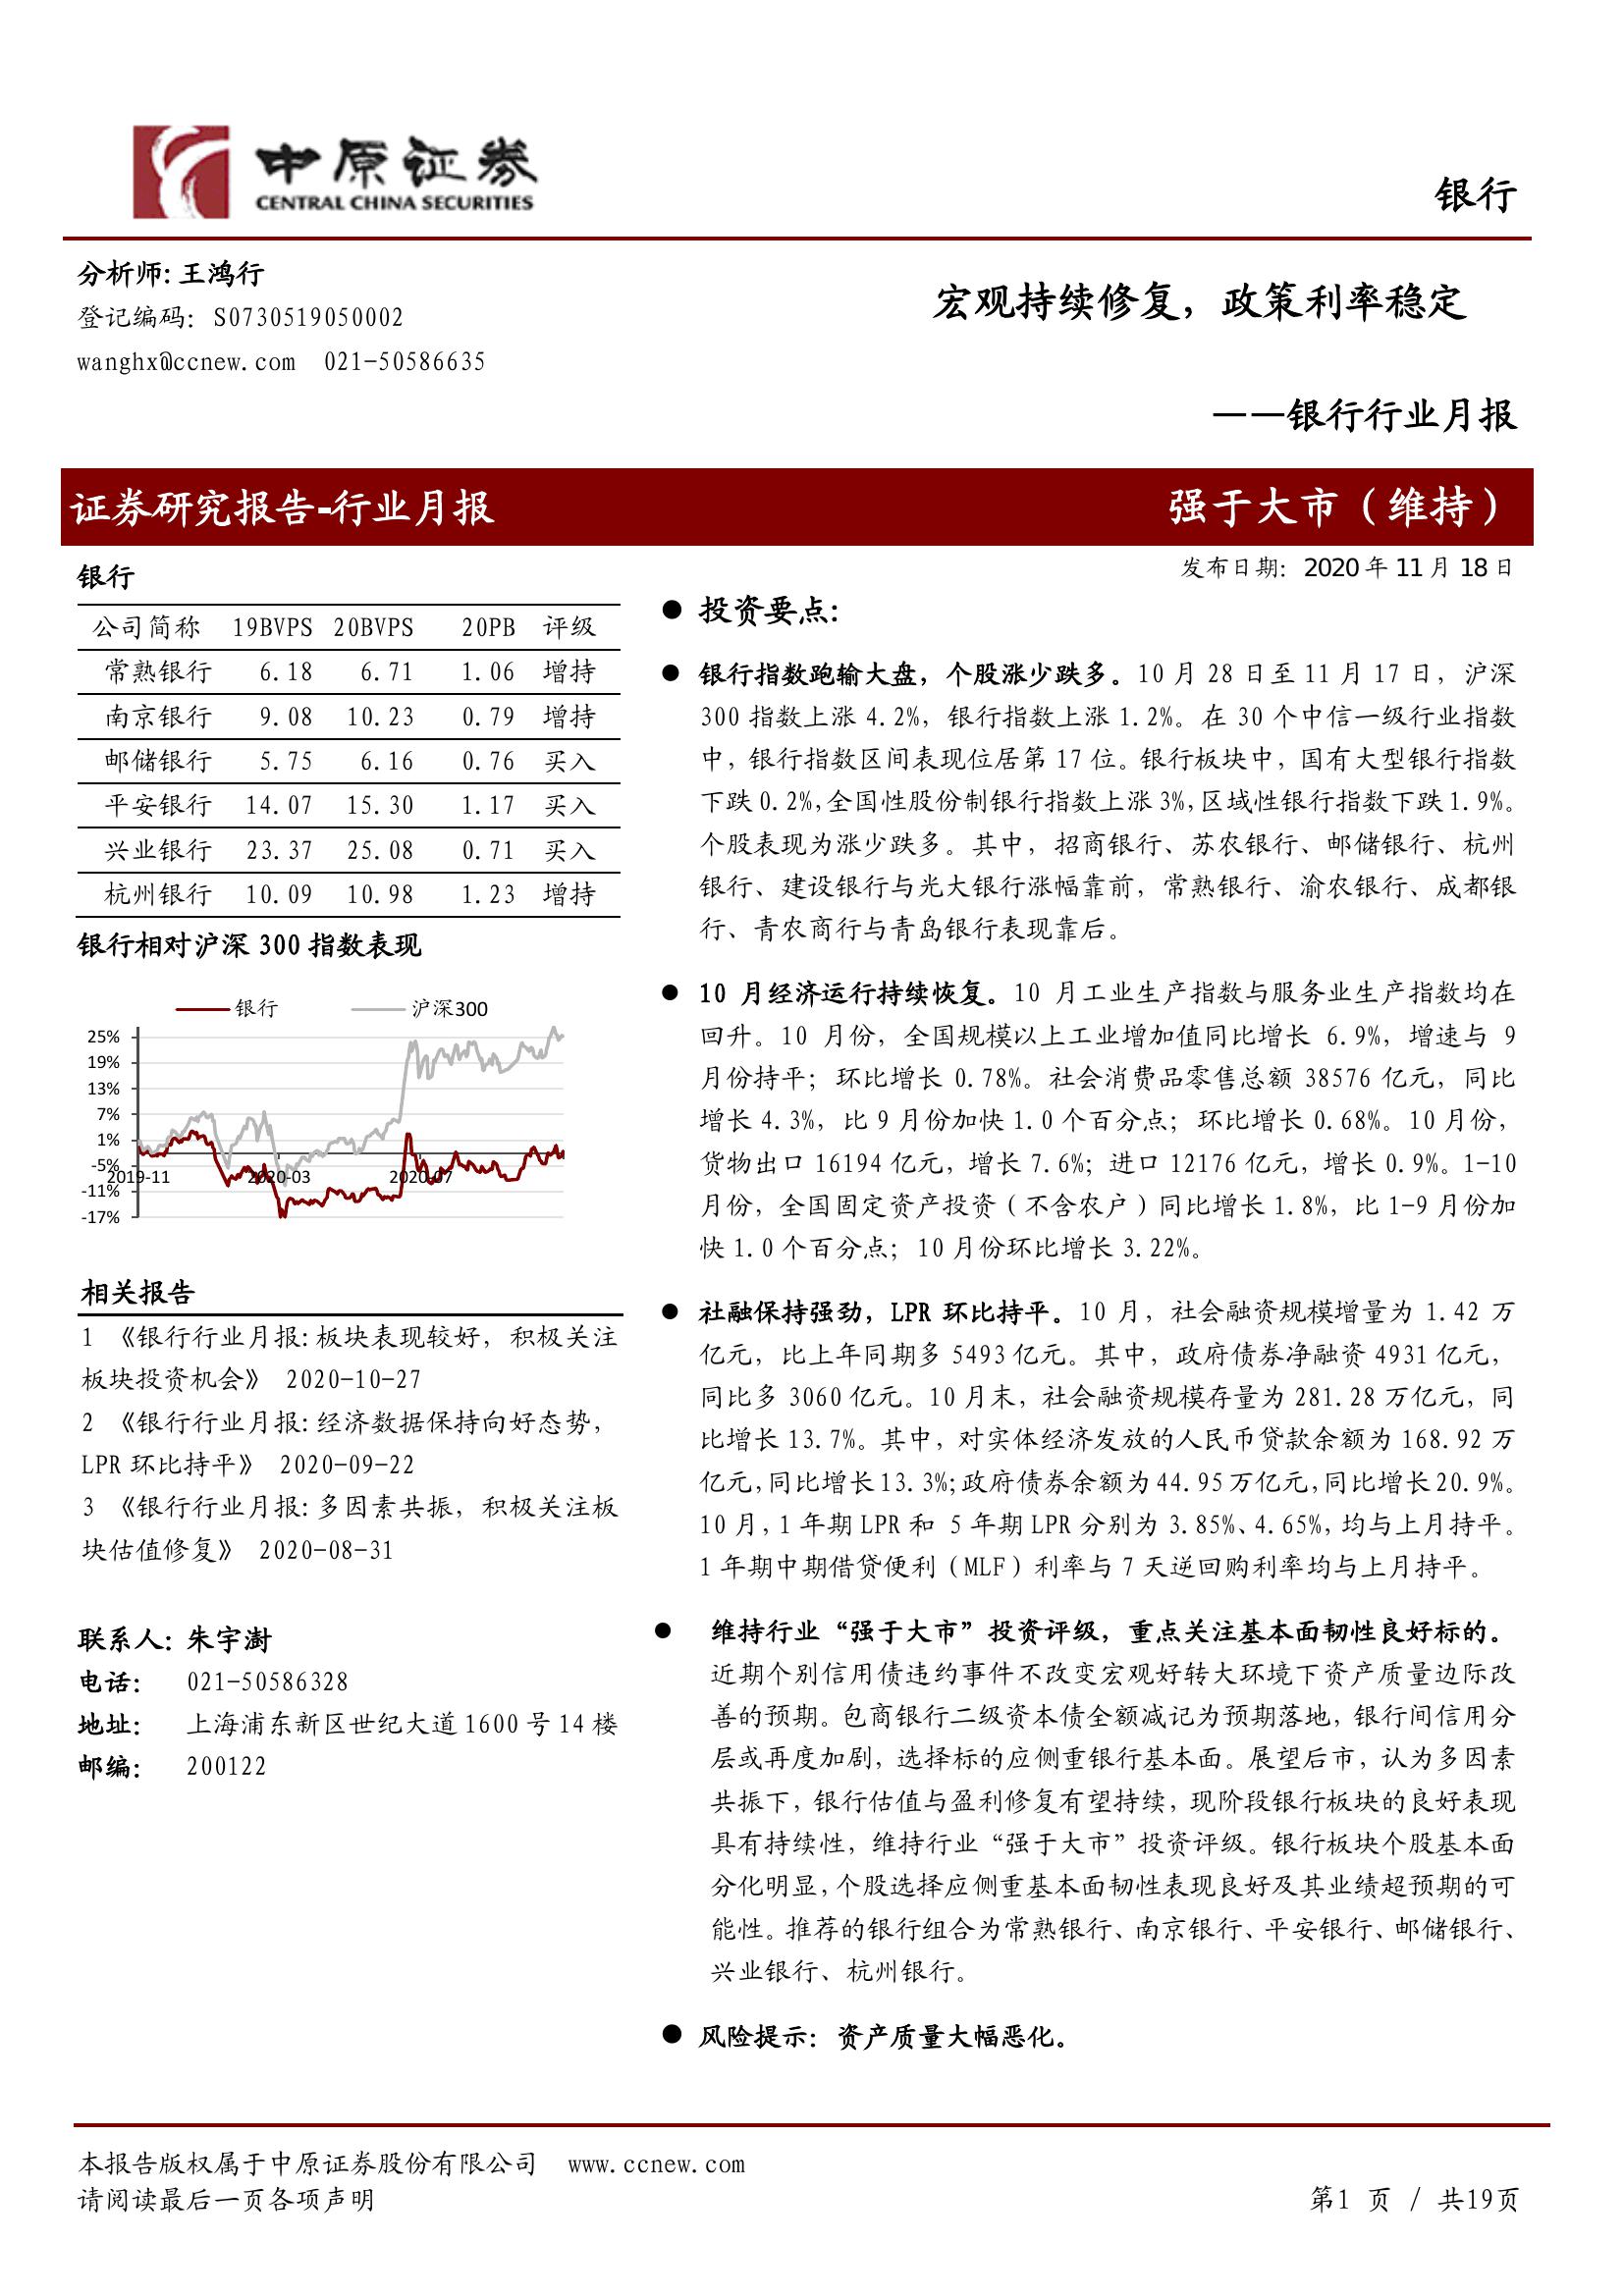 中原证券
CENTRAL CHINA SECURITIES
银行
分析师:王鸿行
登记编码：S0730519050002
wanghx@ccnew.com 021-50586635
宏观持续修复，政策利率稳定
——银行行业月报
证券研究报告-行业月报
强于大市（维持）
发布日期：2020年11月18日
银行
公司简称 19BVPS 20BVPS 20PB 评级
常熟银行 6.18 6.71 1.06 增持
南京银行 9.08 10.23 0.79 增持
邮储银行 5.75 6.16 0.76 买入
平安银行 14.07 15.30 1.17 买入
兴业银行 23.37 25.08 0.71 买入
杭州银行 10.09 10.98 1.23 增持
银行相对沪深300指数表现
银行 沪深300
25%
19%
13%
7%
1%
-5%
-11%
-17%
2019-11 2020-03 2020-07
相关报告
1 《银行行业月报:板块表现较好，积极关注
板块投资机会》 2020-10-27
2 《银行行业月报:经济数据保持向好态势，
LPR环比持平》 2020-09-22
3 《银行行业月报:多因素共振，积极关注板
块估值修复》 2020-08-31
联系人: 朱宇澍
电话： 021-50586328
地址： 上海浦东新区世纪大道1600号14楼
邮编： 200122
● 投资要点:
● 银行指数跑输大盘，个股涨少跌多。10月28日至11月17日，沪深
300指数上涨4.2%，银行指数上涨1.2%。在30个中信一级行业指数
中，银行指数区间表现位居第17位。银行板块中，国有大型银行指数
下跌0.2%,全国性股份制银行指数上涨3%,区域性银行指数下跌1.9%。
个股表现为涨少跌多。其中，招商银行、苏农银行、邮储银行、杭州
银行、建设银行与光大银行涨幅靠前，常熟银行、渝农银行、成都银
行、青农商行与青岛银行表现靠后。
● 10 月经济运行持续恢复。10 月工业生产指数与服务业生产指数均在
回升。10 月份，全国规模以上工业增加值同比增长 6.9%，增速与 9
月份持平；环比增长 0.78%。社会消费品零售总额 38576 亿元，同比
增长4.3%，比9月份加快1.0个百分点；环比增长0.68%。10月份，
货物出口16194亿元，增长7.6%；进口12176亿元，增长0.9%。1-10
月份，全国固定资产投资（不含农户）同比增长1.8%，比1-9月份加
快1.0个百分点；10月份环比增长3.22%。
● 社融保持强劲，LPR 环比持平。10月，社会融资规模增量为 1.42 万
亿元，比上年同期多5493亿元。其中，政府债券净融资4931亿元，
同比多3060亿元。10月末，社会融资规模存量为281.28万亿元，同
比增长13.7%。其中，对实体经济发放的人民币贷款余额为168.92万
亿元,同比增长13.3%;政府债券余额为44.95万亿元,同比增长20.9%。
10月,1年期LPR和 5年期LPR分别为3.85%、4.65%,均与上月持平。
1年期中期借贷便利（MLF）利率与7天逆回购利率均与上月持平。
● 维持行业“强于大市”投资评级，重点关注基本面韧性良好标的。
近期个别信用债违约事件不改变宏观好转大环境下资产质量边际改
善的预期。包商银行二级资本债全额减记为预期落地，银行间信用分
层或再度加剧，选择标的应侧重银行基本面。展望后市，认为多因素
共振下，银行估值与盈利修复有望持续，现阶段银行板块的良好表现
具有持续性，维持行业“强于大市”投资评级。银行板块个股基本面
分化明显,个股选择应侧重基本面韧性表现良好及其业绩超预期的可
能性。推荐的银行组合为常熟银行、南京银行、平安银行、邮储银行、
兴业银行、杭州银行。
● 风险提示：资产质量大幅恶化。
本报告版权属于中原证券股份有限公司 www.ccnew.com
请阅读最后一页各项声明
第1 页 / 共19页